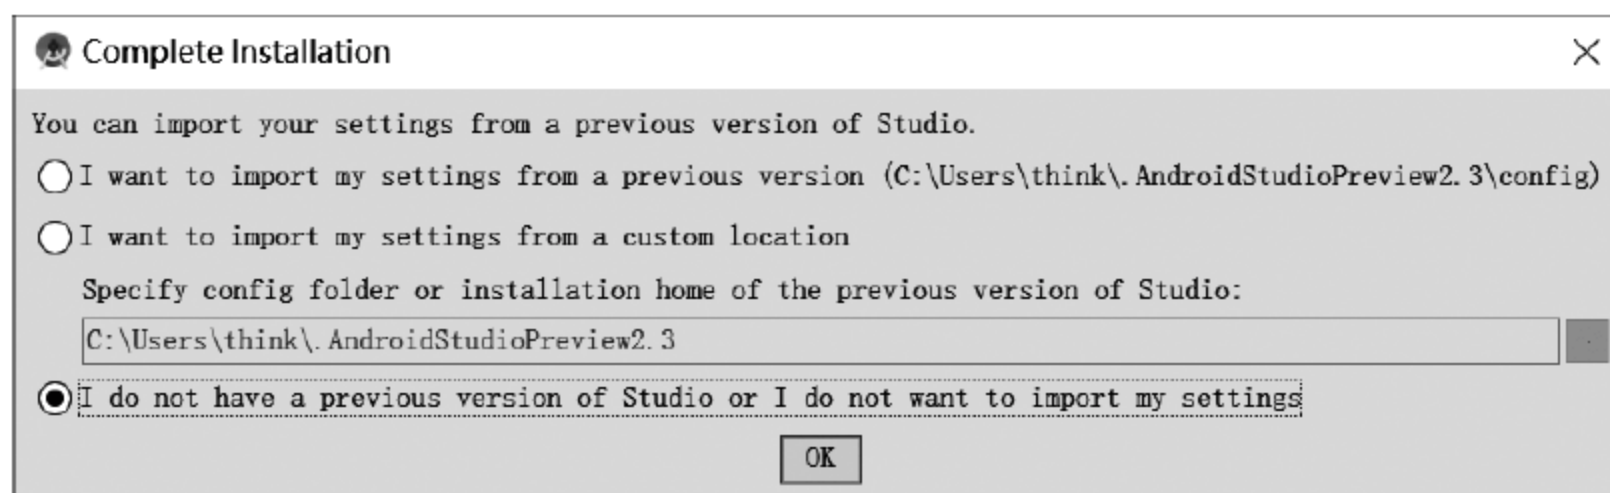 Complete Installation
You can import your settings from a previous version of Studio.
I want to import my settings from a previous version (C:\Users\think\.AndroidStudioPreview2.3\config)
I want to import my settings from a custom location
Specify config folder or installation home of the previous version of Studio:
C:\Users\think\.AndroidStudioPreview2.3
I do not have a previous version of Studio or I do not want to import my settings
OK